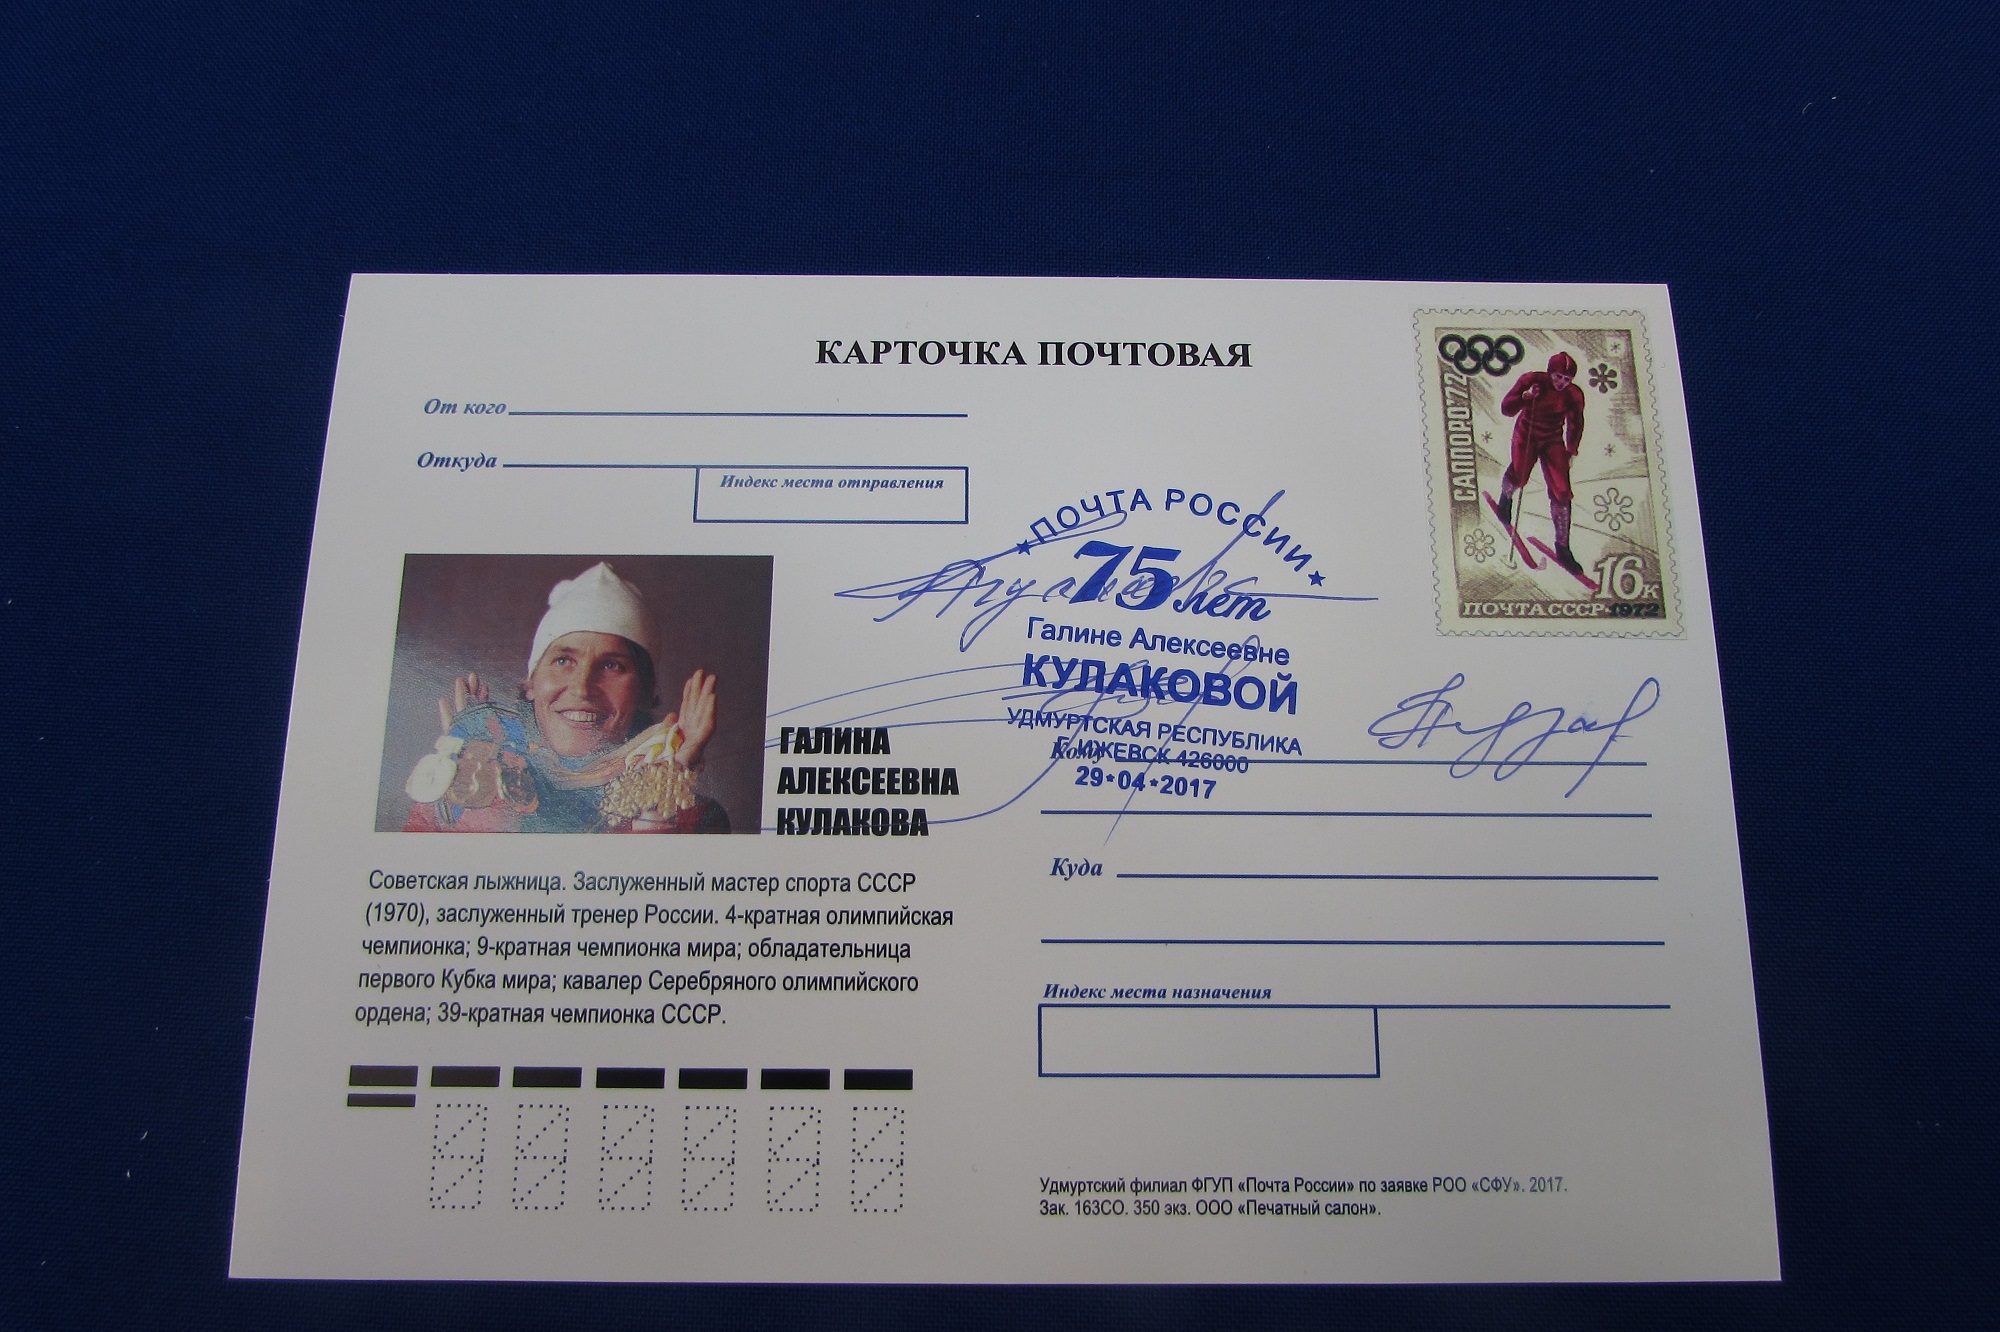 КАРТОЧКА ПОЧТОВАЯ
От кого
Откуда
Индекс места отправления
САППОРО'72
16к
ПОЧТА СССР·1972
★ПОЧТА РОССИИ★
75 лет
Галине Алексеевне
КУЛАКОВОЙ
УДМУРТСКАЯ РЕСПУБЛИКА
Г. ИЖЕВСК 426000
29★04★2017
ГАЛИНА
АЛЕКСЕЕВНА
КУЛАКОВА
Советская лыжница. Заслуженный мастер спорта СССР
(1970), заслуженный тренер России. 4-кратная олимпийская
чемпионка; 9-кратная чемпионка мира; обладательница
первого Кубка мира; кавалер Серебряного олимпийского
ордена; 39-кратная чемпионка СССР.
Кому
Куда
Индекс места назначения
Удмуртский филиал ФГУП «Почта России» по заявке РОО «СФУ». 2017.
Зак. 163СО. 350 экз. ООО «Печатный салон».